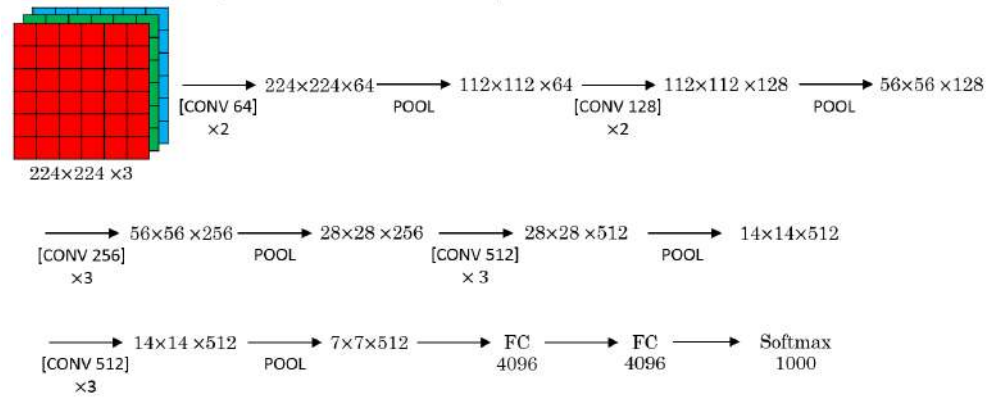 224×224×64 112×112 ×64 112×112 ×128 56×56 ×128
[CONV 64] POOL [CONV 128] POOL
×2 ×2
224×224 ×3
56×56 ×256 28×28 ×256 28×28 ×512 14×14×512
[CONV 256] POOL [CONV 512] POOL
×3 × 3
14×14 ×512 7×7×512 FC FC Softmax
[CONV 512] POOL 4096 4096 1000
×3